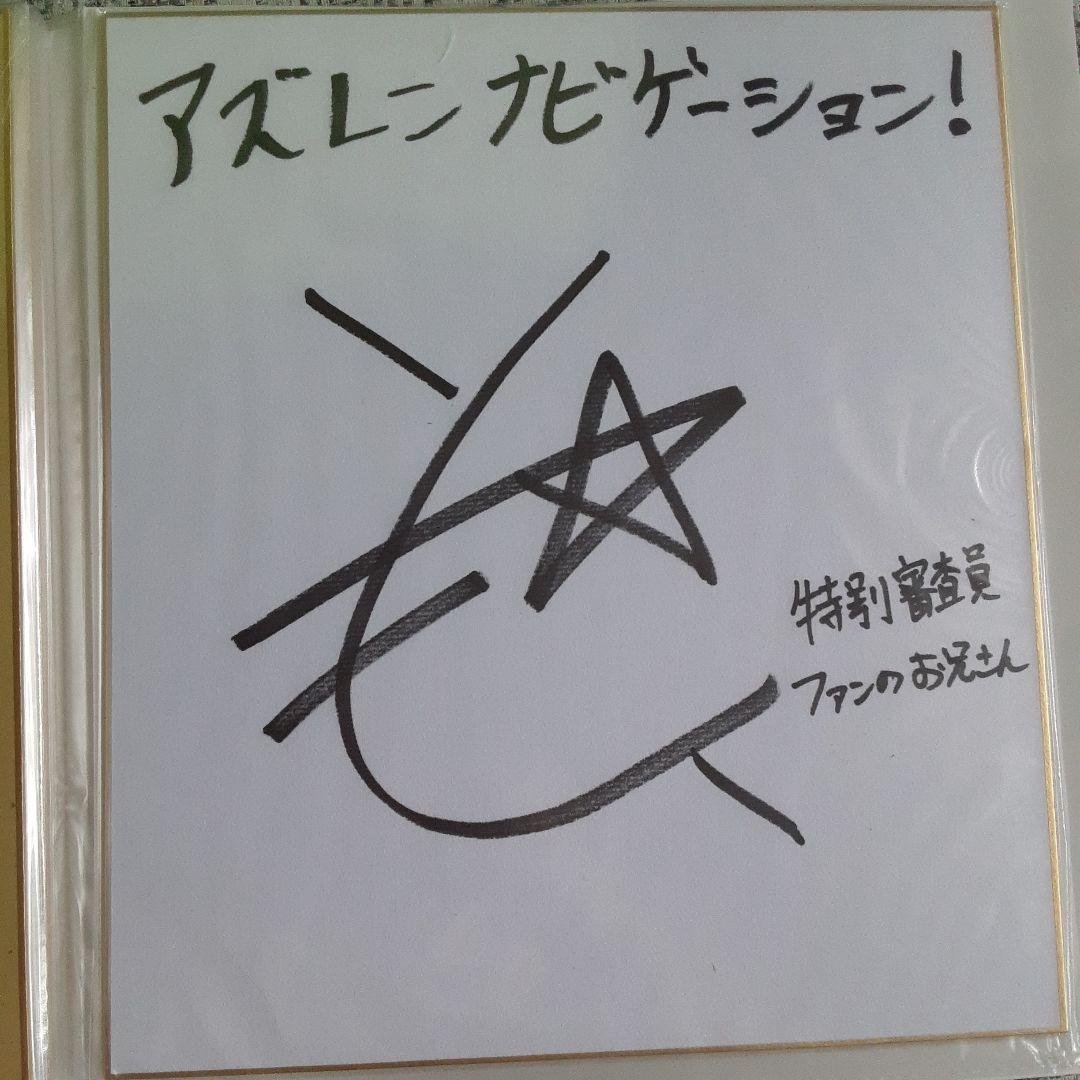 アズレンナビゲーション!
特別審査員
ファンのお兄さん